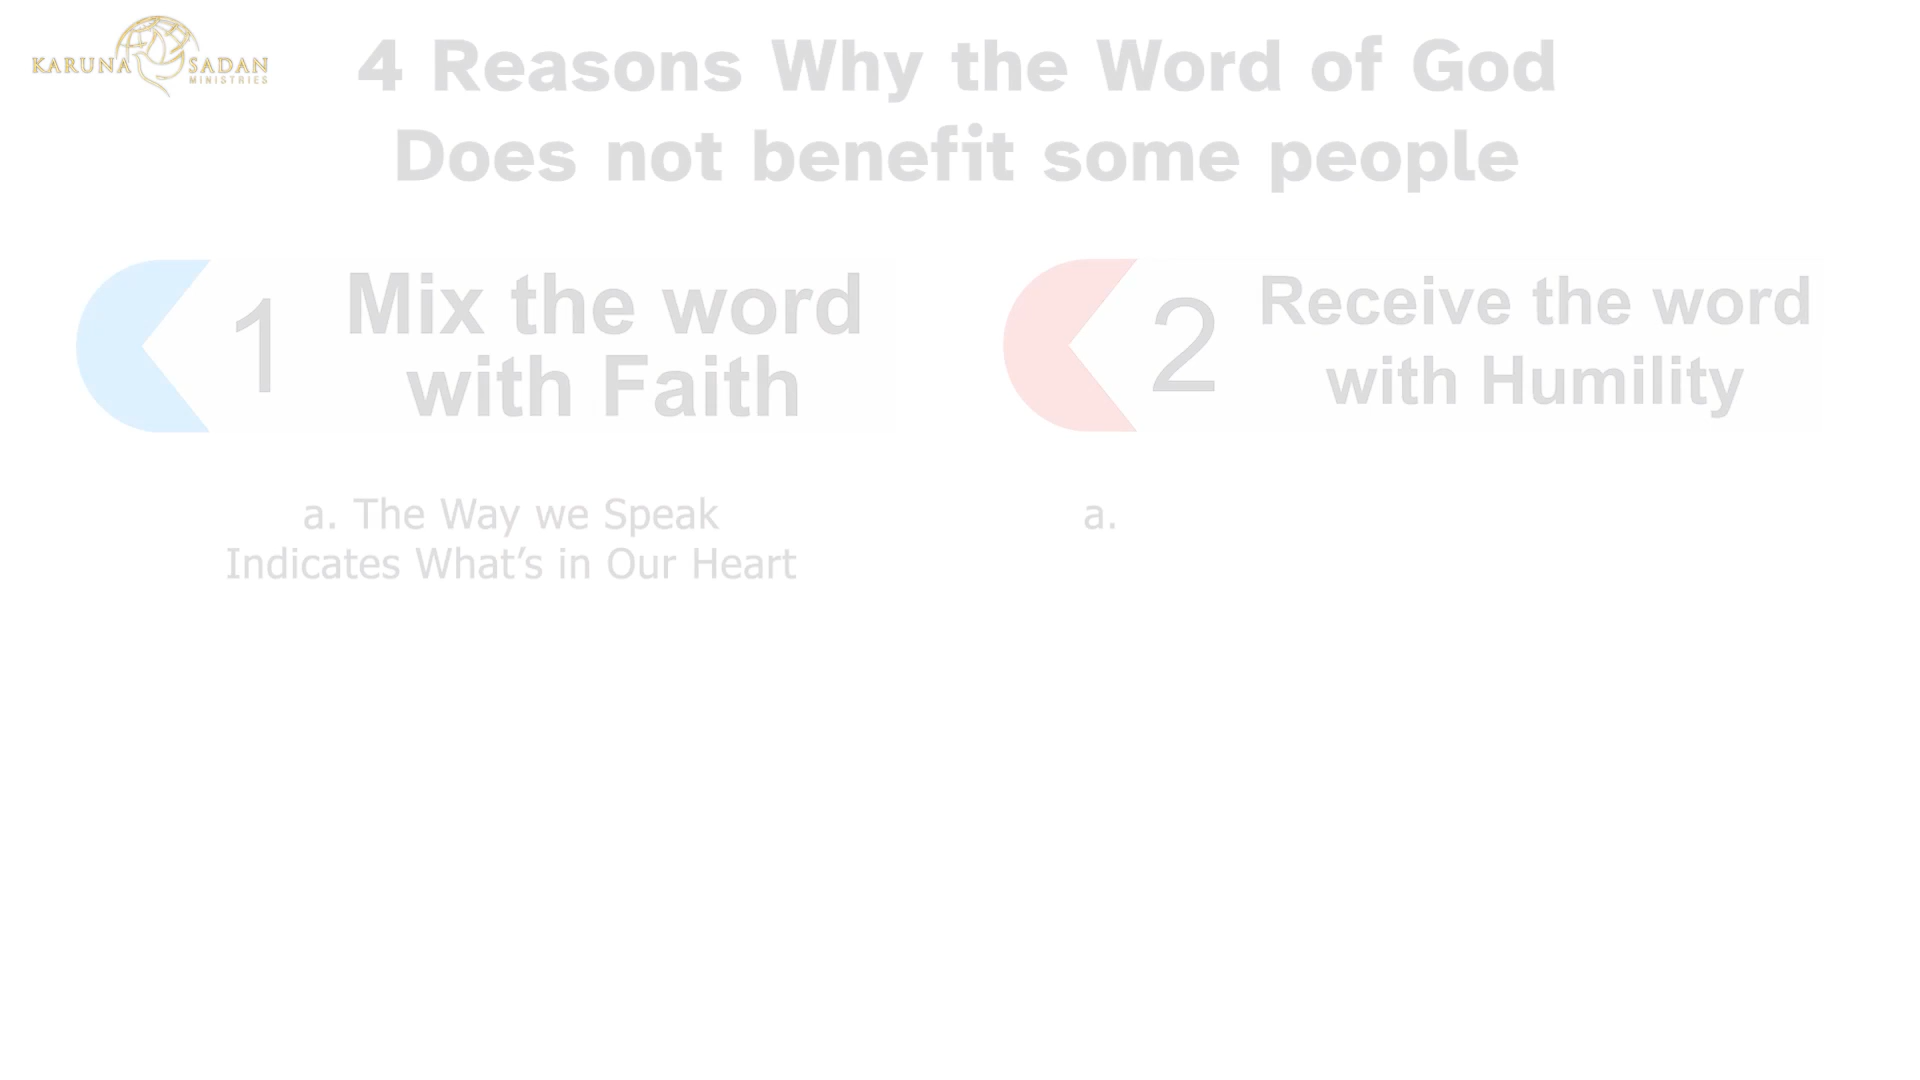 KARUNA SADAN
MINISTRIES
4 Reasons Why the Word of God
Does not benefit some people
1
Mix the word
with Faith
2
Receive the word
with Humility
a. The Way we Speak
Indicates What’s in Our Heart
a.